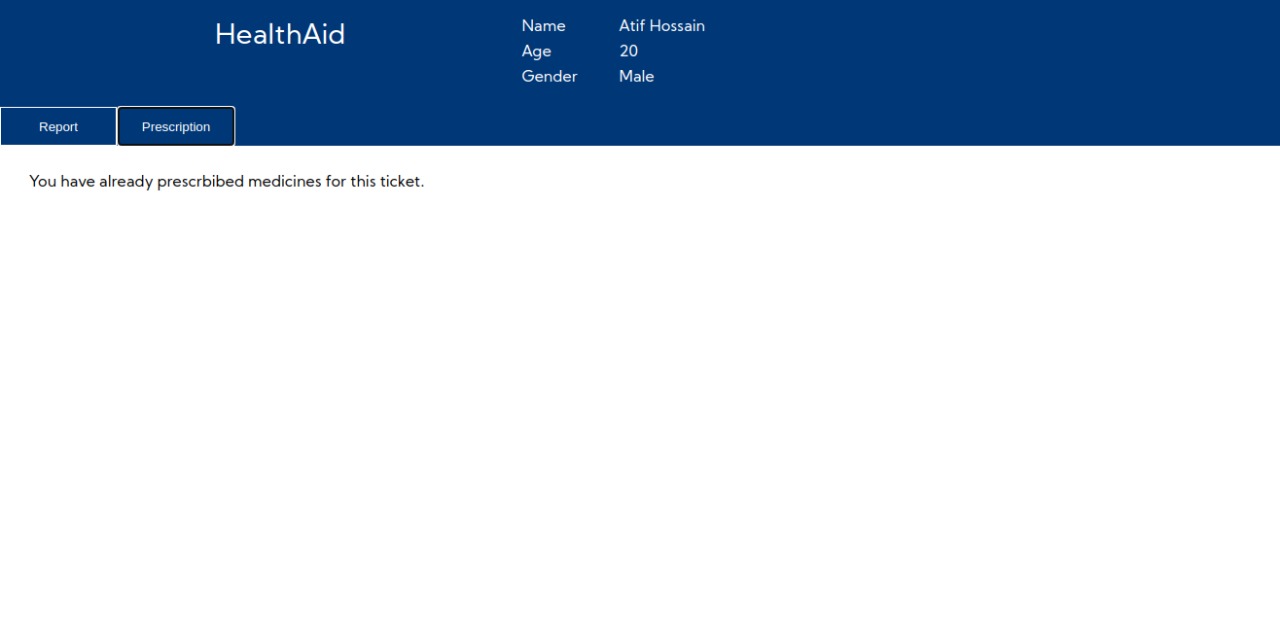 HealthAid
Name Atif Hossain
Age 20
Gender Male
Report Prescription
You have already prescrbibed medicines for this ticket.